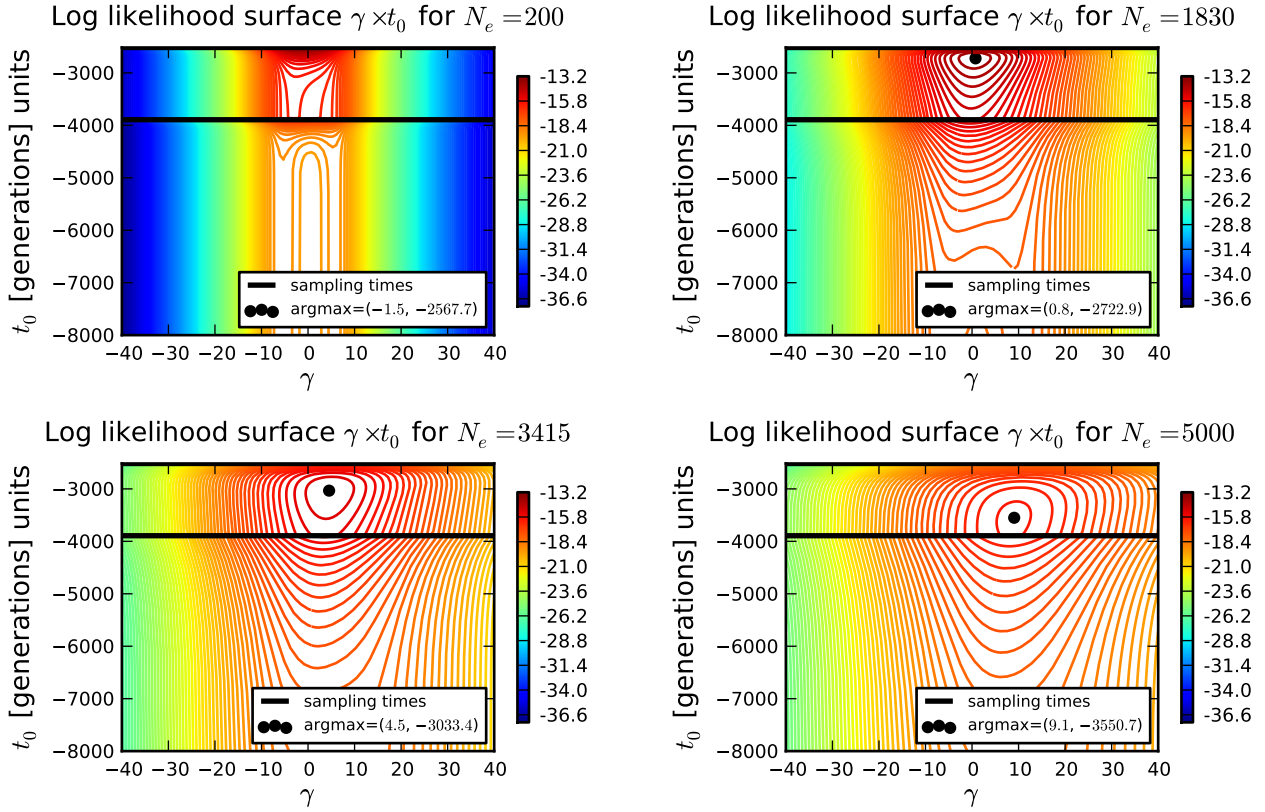 Log likelihood surface γ×t₀ for Nₑ=200
t₀ [generations] units
−3000
−4000
−5000
−6000
−7000
−8000
−40 −30 −20 −10 0 10 20 30 40
γ
sampling times
argmax=(−1.5, −2567.7)
-13.2
-15.8
-18.4
-21.0
-23.6
-26.2
-28.8
-31.4
-34.0
-36.6
Log likelihood surface γ×t₀ for Nₑ=1830
t₀ [generations] units
−3000
−4000
−5000
−6000
−7000
−8000
−40 −30 −20 −10 0 10 20 30 40
γ
sampling times
argmax=(0.8, −2722.9)
-13.2
-15.8
-18.4
-21.0
-23.6
-26.2
-28.8
-31.4
-34.0
-36.6
Log likelihood surface γ×t₀ for Nₑ=3415
t₀ [generations] units
−3000
−4000
−5000
−6000
−7000
−8000
−40 −30 −20 −10 0 10 20 30 40
γ
sampling times
argmax=(4.5, −3033.4)
-13.2
-15.8
-18.4
-21.0
-23.6
-26.2
-28.8
-31.4
-34.0
-36.6
Log likelihood surface γ×t₀ for Nₑ=5000
t₀ [generations] units
−3000
−4000
−5000
−6000
−7000
−8000
−40 −30 −20 −10 0 10 20 30 40
γ
sampling times
argmax=(9.1, −3550.7)
-13.2
-15.8
-18.4
-21.0
-23.6
-26.2
-28.8
-31.4
-34.0
-36.6